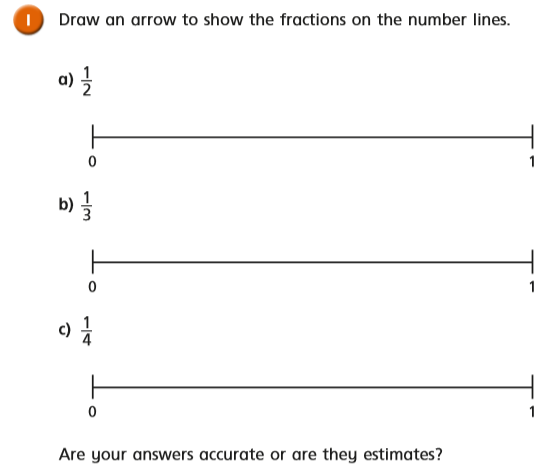 1 Draw an arrow to show the fractions on the number lines.
a) 1/2
0 1
b) 1/3
0 1
c) 1/4
0 1
Are your answers accurate or are they estimates?